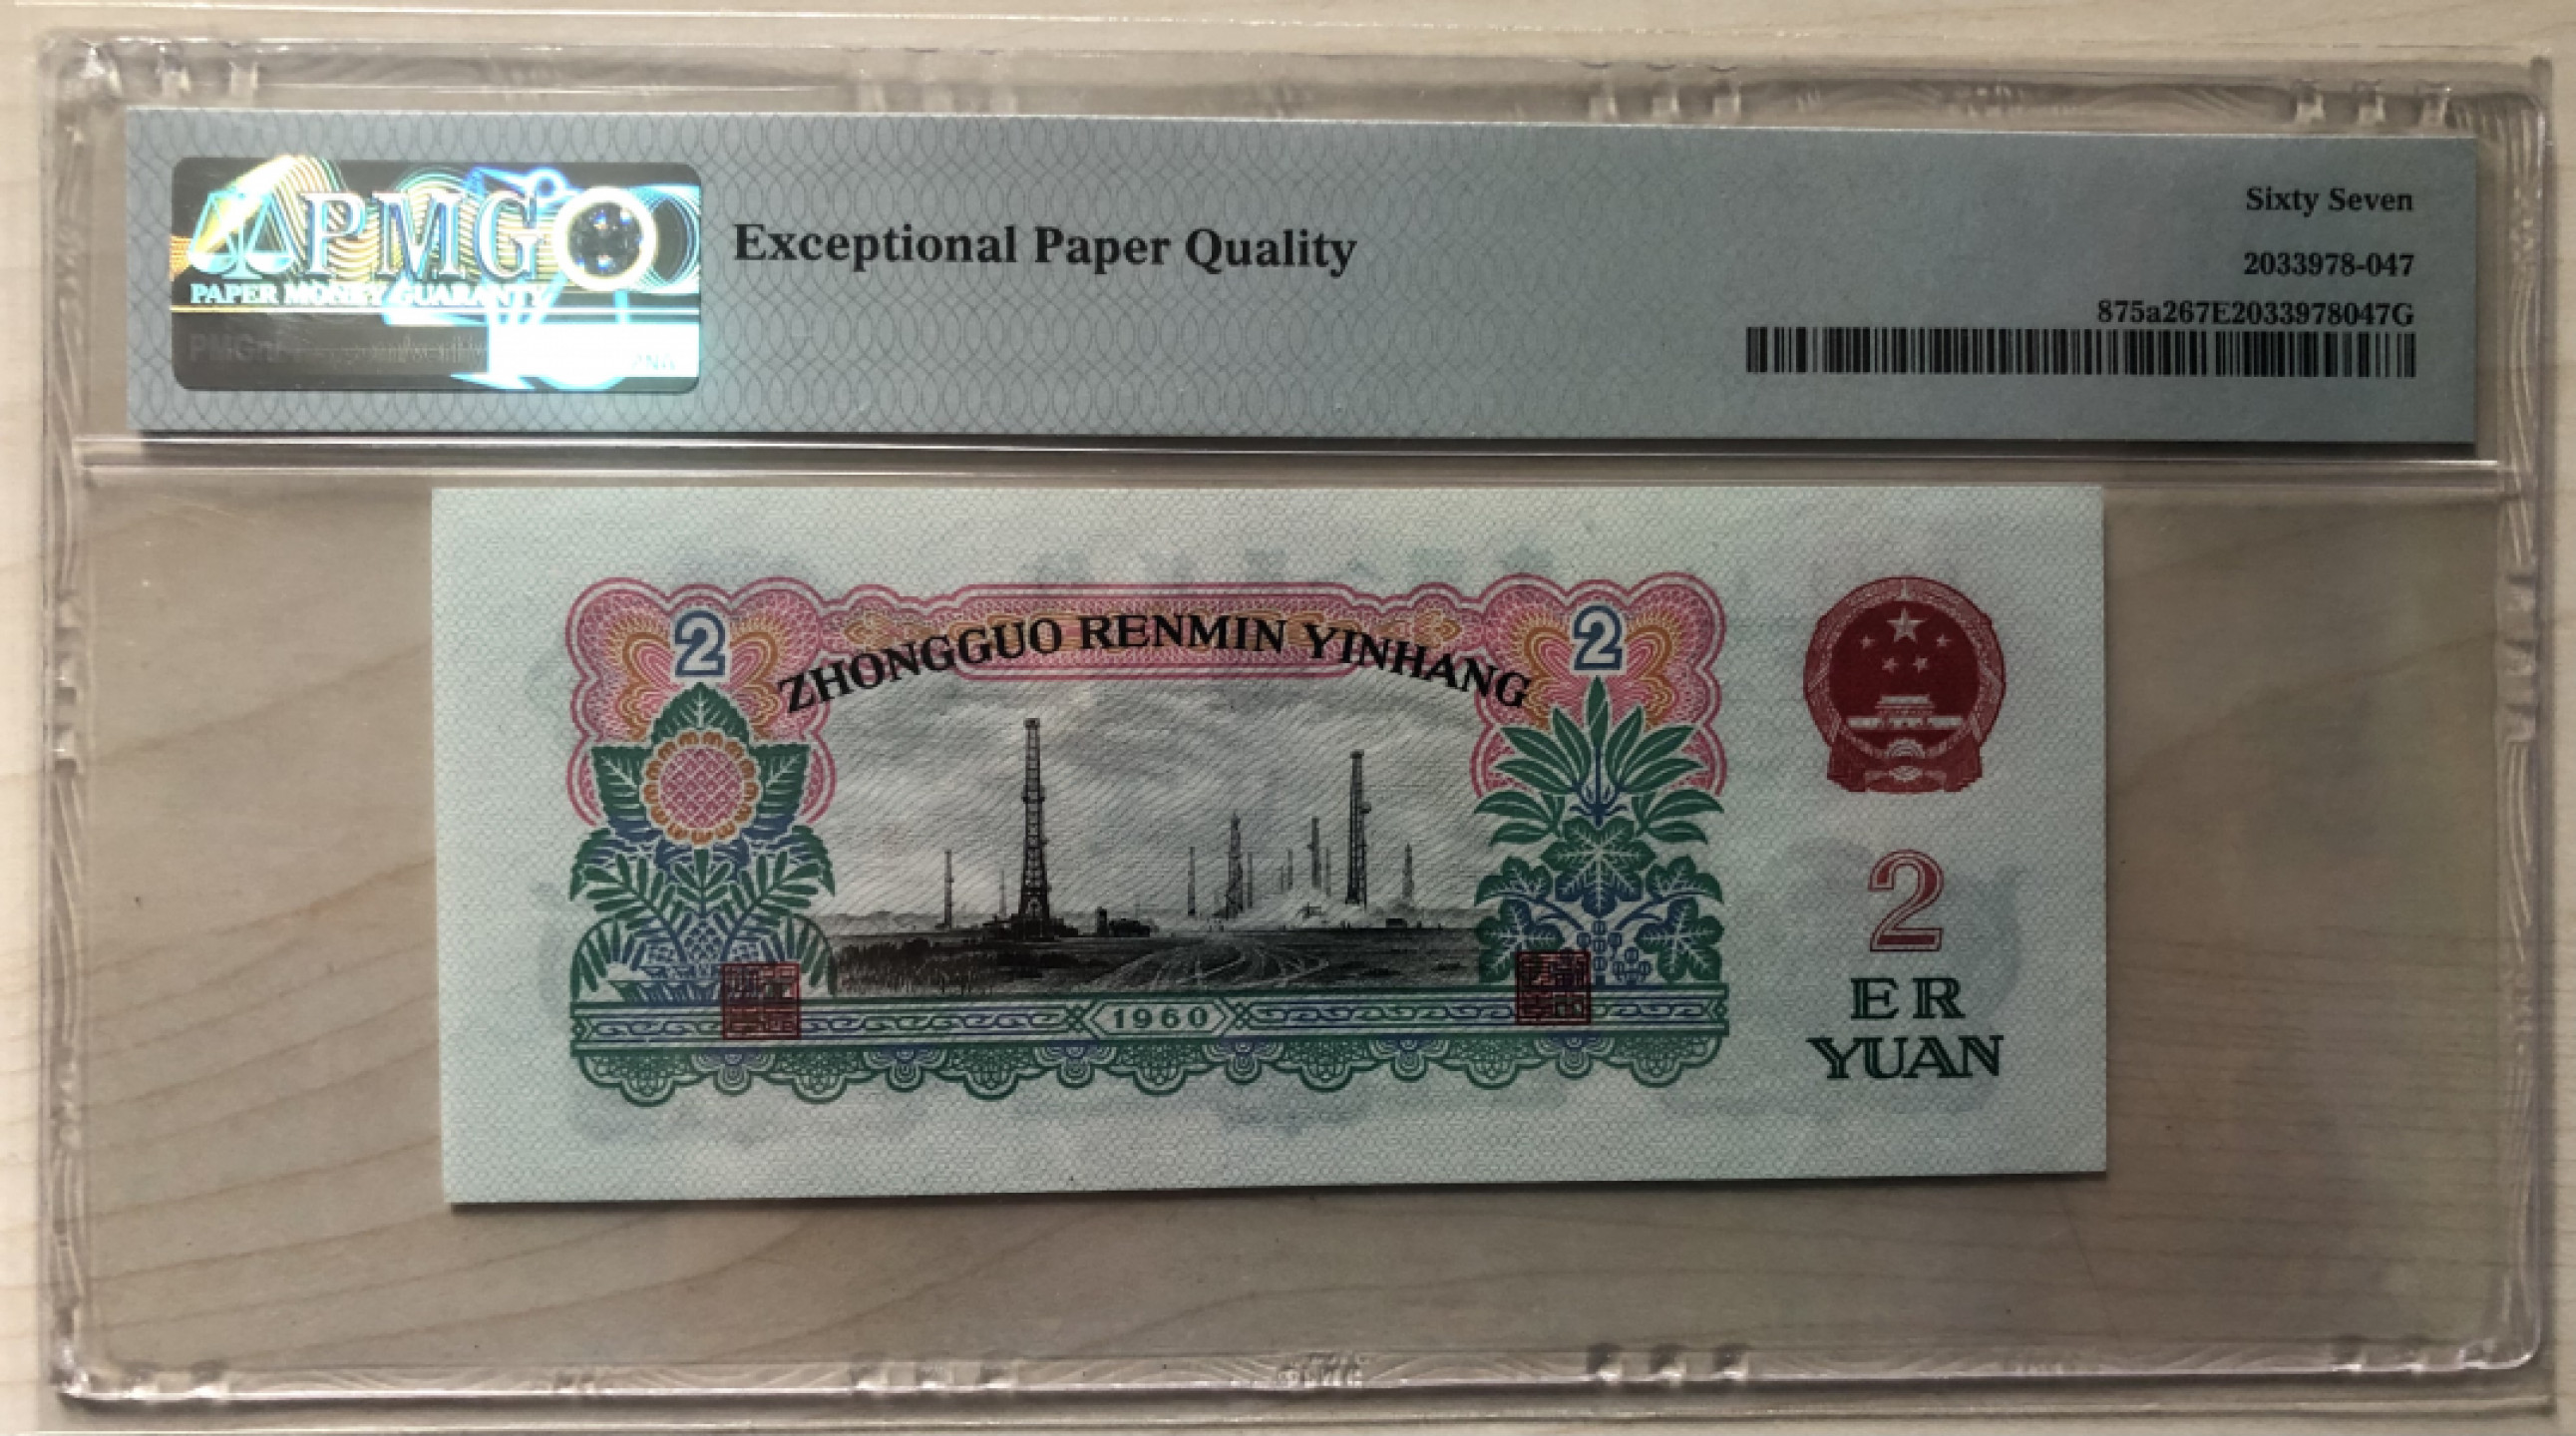 PMG
PAPER MONEY GUARANTY
Exceptional Paper Quality
Sixty Seven
2033978-047
875a267E2033978047G
ZHONGGUO RENMIN YINHANG
2
2
2
ER
YUAN
1960